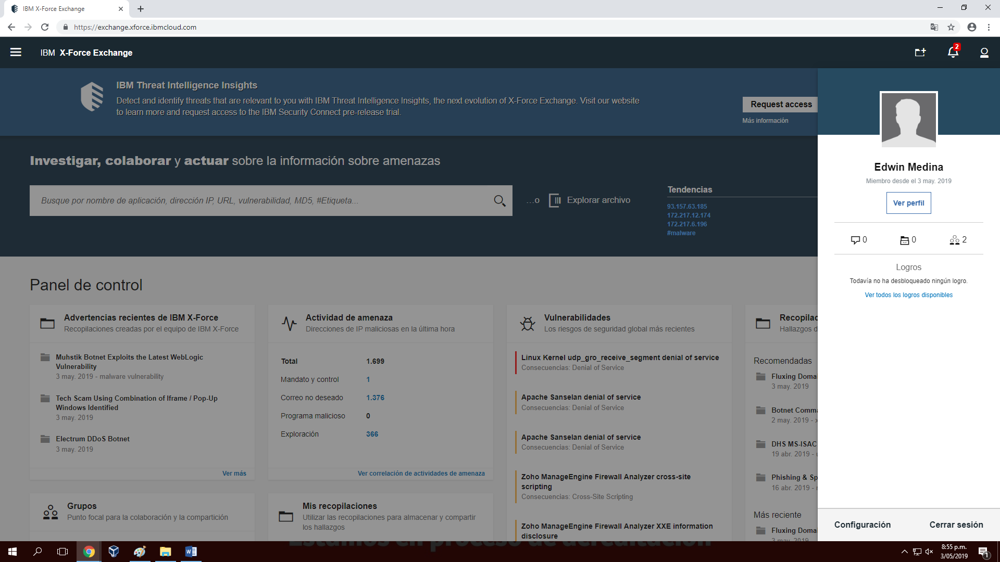 IBM X-Force Exchange
https://exchange.xforce.ibmcloud.com
IBM X-Force Exchange
2
IBM Threat Intelligence Insights
Detect and identify threats that are relevant to you with IBM Threat Intelligence Insights, the next evolution of X-Force Exchange. Visit our website
to learn more and request access to the IBM Security Connect pre-release trial.
Request access
Más información
Investigar, colaborar y actuar sobre la información sobre amenazas
Busque por nombre de aplicación, dirección IP, URL, vulnerabilidad, MD5, #Etiqueta...
...o
Explorar archivo
Tendencias
93.157.63.185
172.217.12.174
172.217.6.196
#malware
Edwin Medina
Miembro desde el 3 may. 2019
Ver perfil
0
0
2
Logros
Todavía no ha desbloqueado ningún logro.
Ver todos los logros disponibles
Configuración
Cerrar sesión
Panel de control
Advertencias recientes de IBM X-Force
Recopilaciones creadas por el equipo de IBM X-Force
Muhstik Botnet Exploits the Latest WebLogic
Vulnerability
3 may. 2019 - malware vulnerability
Tech Scam Using Combination of Iframe / Pop-Up
Windows Identified
3 may. 2019
Electrum DDoS Botnet
3 may. 2019
Ver más
Actividad de amenaza
Direcciones de IP maliciosas en la última hora
Total 1.699
Mandato y control 1
Correo no deseado 1.376
Programa malicioso 0
Exploración 366
Ver correlación de actividades de amenaza
Vulnerabilidades
Los riesgos de seguridad global más recientes
Linux Kernel udp_gro_receive_segment denial of service
Consecuencias: Denial of Service
Apache Sanselan denial of service
Consecuencias: Denial of Service
Apache Sanselan denial of service
Consecuencias: Denial of Service
Zoho ManageEngine Firewall Analyzer cross-site
scripting
Consecuencias: Cross-Site Scripting
Zoho ManageEngine Firewall Analyzer XXE information
disclosure
Recopilac
Hallazgos d
Recomendadas
Fluxing Domai
3 may. 2019
Botnet Comma
2 may. 2019 - x
DHS MS-ISAC
19 abr. 2019 -
Phishing & Sp
16 abr. 2019 -
Más reciente
Fluxing Domai
3 may. 2019
Grupos
Punto focal para la colaboración y la compartición
Mis recopilaciones
Utilizar las recopilaciones para almacenar y compartir
los hallazgos
8:55 p.m.
3/05/2019
1